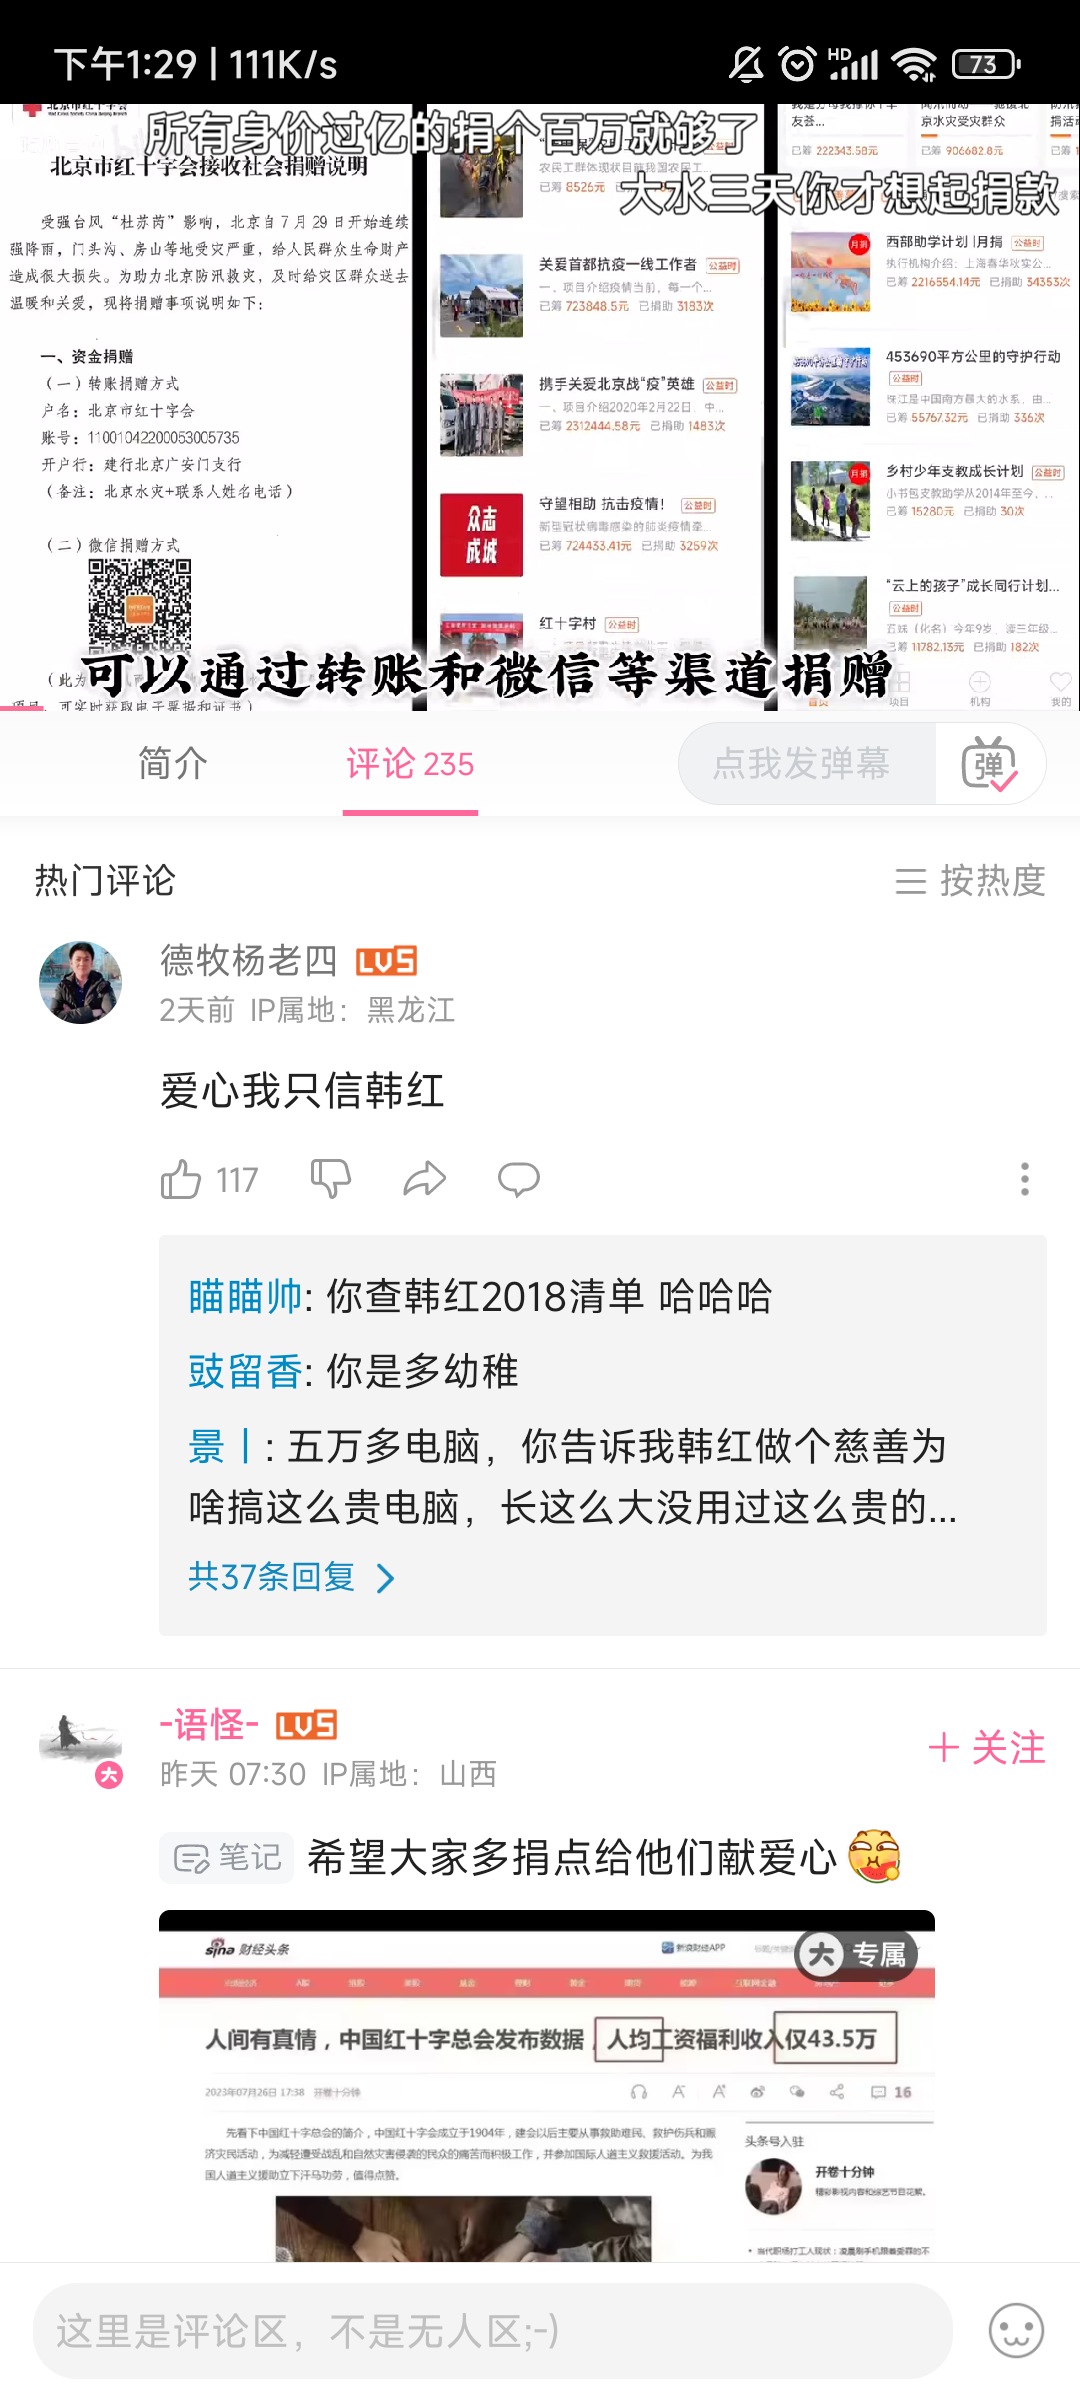 下午1:29 | 111K/s
HD
73
所有身价过亿的捐个百万就够了
大水三天你才想起捐款
北京市红十字会接收社会捐赠说明
受强台风“杜苏芮”影响，北京自7月29日开始连续
强降雨，门头沟、房山等地受灾严重，给人民群众生命财产
造成很大损失。为助力北京防汛救灾，及时给灾区群众送去
温暖和关爱，现将捐赠事项说明如下：
一、资金捐赠
（一）转账捐赠方式
户名：北京市红十字会
账号：11001042200053005735
开户行：建行北京广安门支行
（备注：北京水灾+联系人姓名电话）
（二）微信捐赠方式
农民工群体现状目前我国农民工...
已筹 8526元
关爱首都抗疫一线工作者 公益时
一、项目介绍疫情当前，每一个...
已筹 723848.5元 已捐助 3183次
携手关爱北京战“疫”英雄 公益时
一、项目介绍2020年2月22日，中...
已筹 2312444.58元 已捐助 1483次
众志
成城
守望相助 抗击疫情！ 公益时
新型冠状病毒感染的肺炎疫情牵...
已筹 724433.41元 已捐助 3259次
红十字村 公益时
友荟...
已筹 222343.58元
京水灾受灾群众
已筹 906682.8元
捐活动
已筹 1
月捐
西部助学计划 |月捐 公益时
执行机构介绍：上海春华秋实公...
已筹 2216554.14元 已捐助 34353次
453690平方公里的守护行动
公益时
珠江是中国南方最大的水系，由...
已筹 55767.32元 已捐助 336次
月捐
乡村少年支教成长计划 公益时
小书包支教助学从2014年至今，...
已筹 15280元 已捐助 30次
“云上的孩子”成长同行计划...
公益时
五妹（化名）今年9岁，读三年级...
已筹 11782.13元 已捐助 182次
首页 项目 机构 我的
可以通过转账和微信等渠道捐赠
简介
评论 235
点我发弹幕
弹
热门评论
按热度
德牧杨老四 LV5
2天前 IP属地：黑龙江
爱心我只信韩红
117
瞄瞄帅: 你查韩红2018清单 哈哈哈
豉留香: 你是多幼稚
景丨: 五万多电脑，你告诉我韩红做个慈善为
啥搞这么贵电脑，长这么大没用过这么贵的...
共37条回复
-语怪- LV5
大
昨天 07:30 IP属地：山西
+ 关注
笔记 希望大家多捐点给他们献爱心
sina 财经头条
新浪财经APP
大 专属
人间有真情，中国红十字总会发布数据，人均工资福利收入仅43.5万
2023年07月26日 17:38 开卷十分钟
16
先看下中国红十字总会的简介，中国红十字会成立于1904年，建会以后主要从事救助难民、救护伤兵和赈
济灾民活动，为减轻遭受战乱和自然灾害侵袭的民众的痛苦而积极工作，并参加国际人道主义救援活动。为我
国人道主义援助立下汗马功劳，值得点赞。
头条号入驻
开卷十分钟
这里是评论区，不是无人区;-)